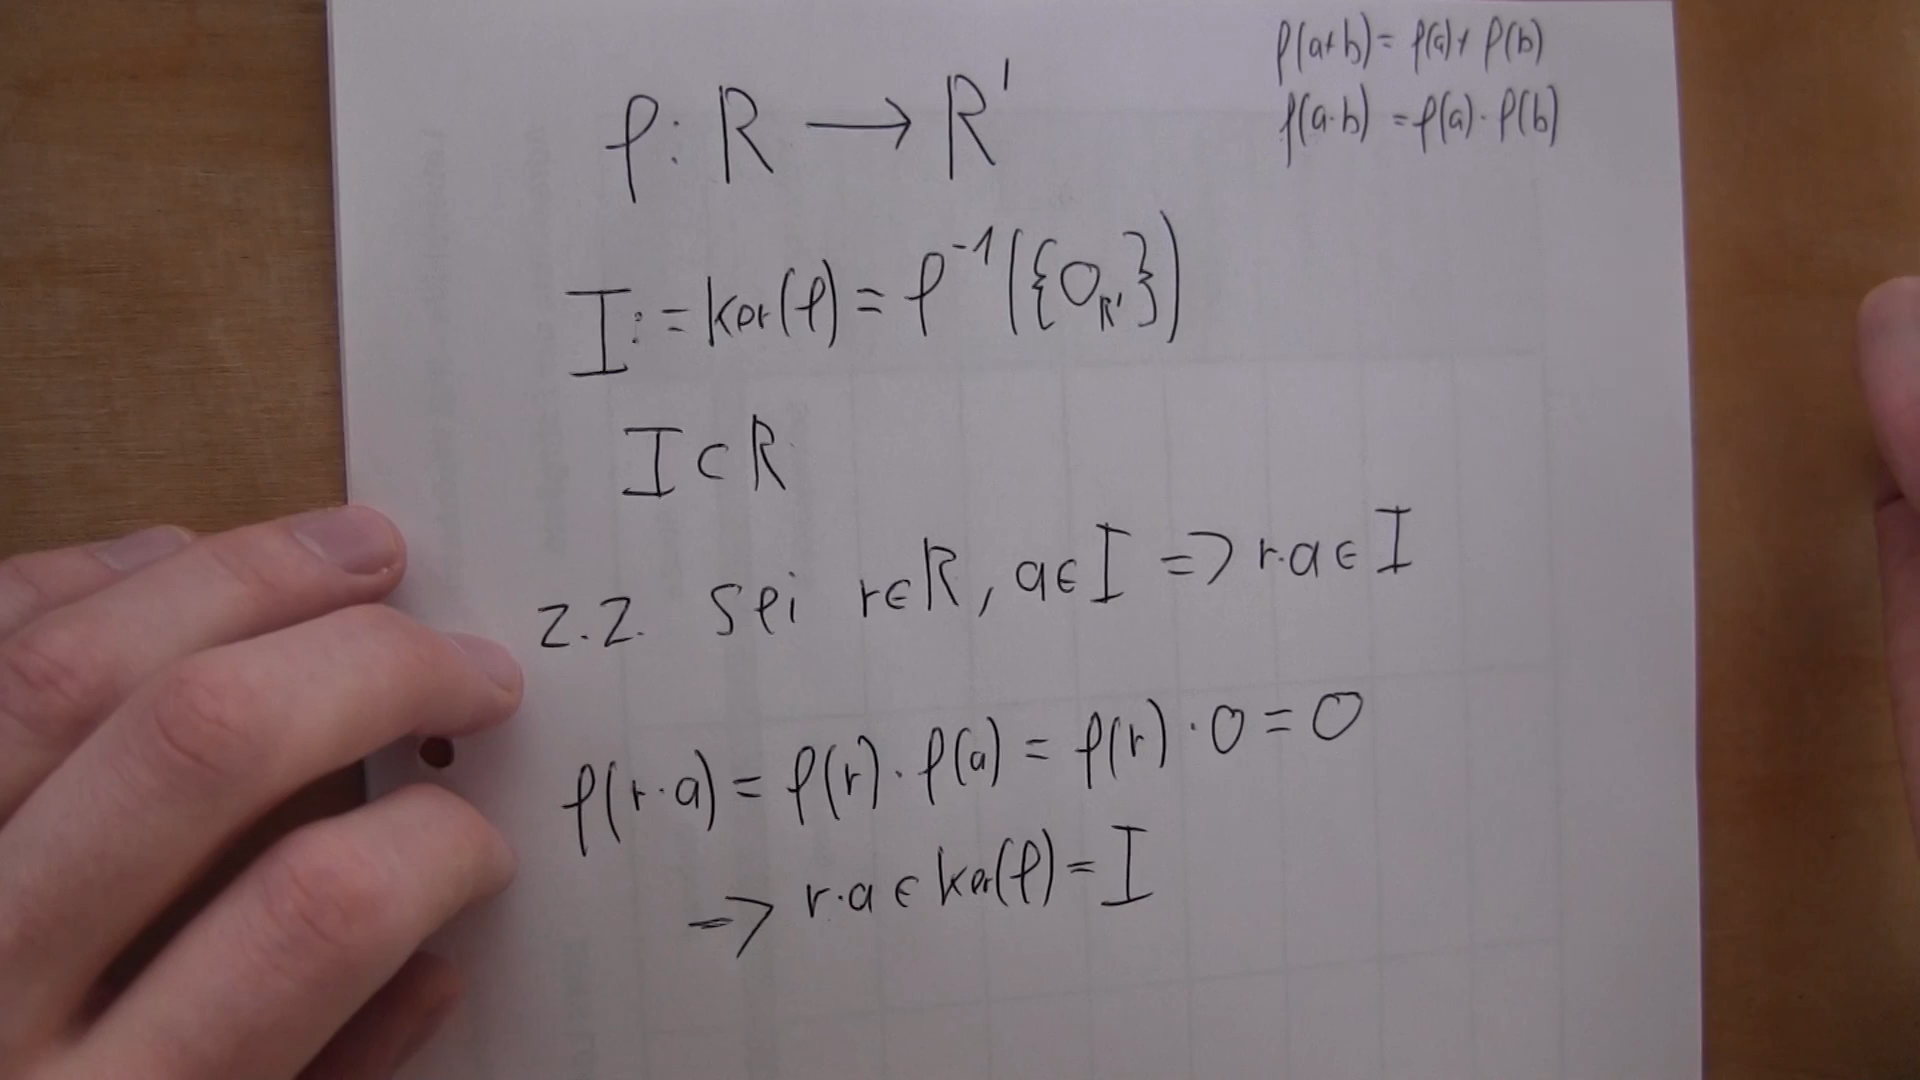 φ(a+b) = φ(a) + φ(b)
φ(a·b) = φ(a)·φ(b)
φ: R → R'
I := ker(φ) = φ⁻¹({0_R'})
I ⊂ R
z.z. sei r∈R, a∈I => r·a∈I
φ(r·a) = φ(r)·φ(a) = φ(r)·0 = 0
=> r·a ∈ ker(φ) = I